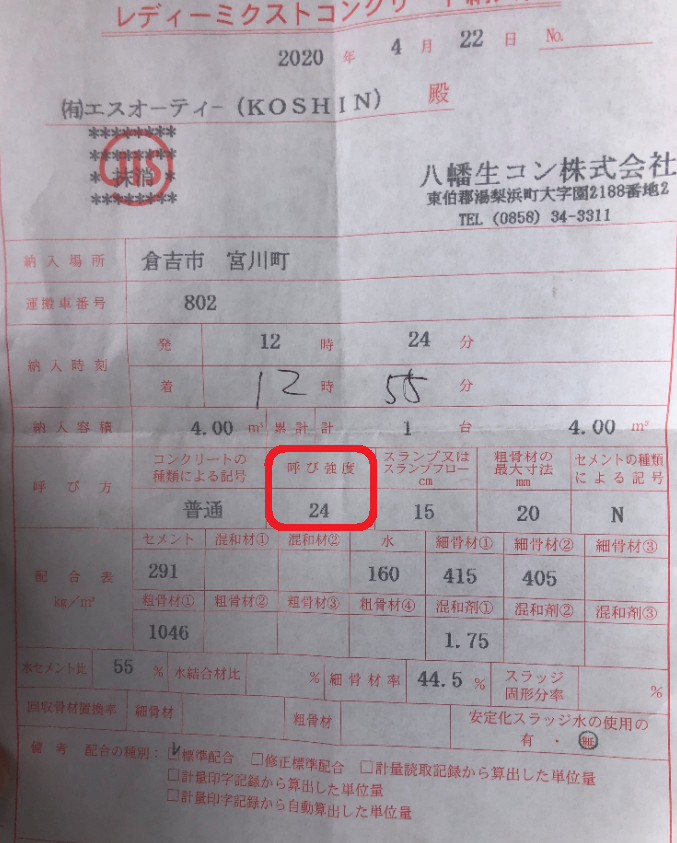 レディーミクストコンクリート
2020 年 4 月 22 日 No.
㈲エスオーティー(KOSHIN) 殿
********
********
* 抹消 *
********
JIS
八幡生コン株式会社
東伯郡湯梨浜町大字園2188番地2
TEL (0858) 34-3311
納入場所 倉吉市 宮川町
運搬車番号 802
納入時刻 発 12 時 24 分
着 12 時 55 分
納入容積 4.00 m³ 累計 計 1 台 4.00 m³
呼び方 コンクリートの種類による記号 呼び強度 スランプ又はスランプフロー cm 粗骨材の最大寸法 mm セメントの種類による記号
普通 24 15 20 N
配合表 kg/m³
セメント 混和材① 混和材② 水 細骨材① 細骨材② 細骨材③
291 160 415 405
粗骨材① 粗骨材② 粗骨材③ 粗骨材④ 混和剤① 混和剤② 混和剤③
1046 1.75
水セメント比 55 % 水結合材比 % 細骨材率 44.5 % スラッジ固形分率 %
回収骨材置換率 細骨材 粗骨材 安定化スラッジ水の使用の
有 ・ 無
備考 配合の種別：☑標準配合 □修正標準配合 □計量読取記録から算出した単位量
□計量印字記録から算出した単位量
□計量印字記録から自動算出した単位量